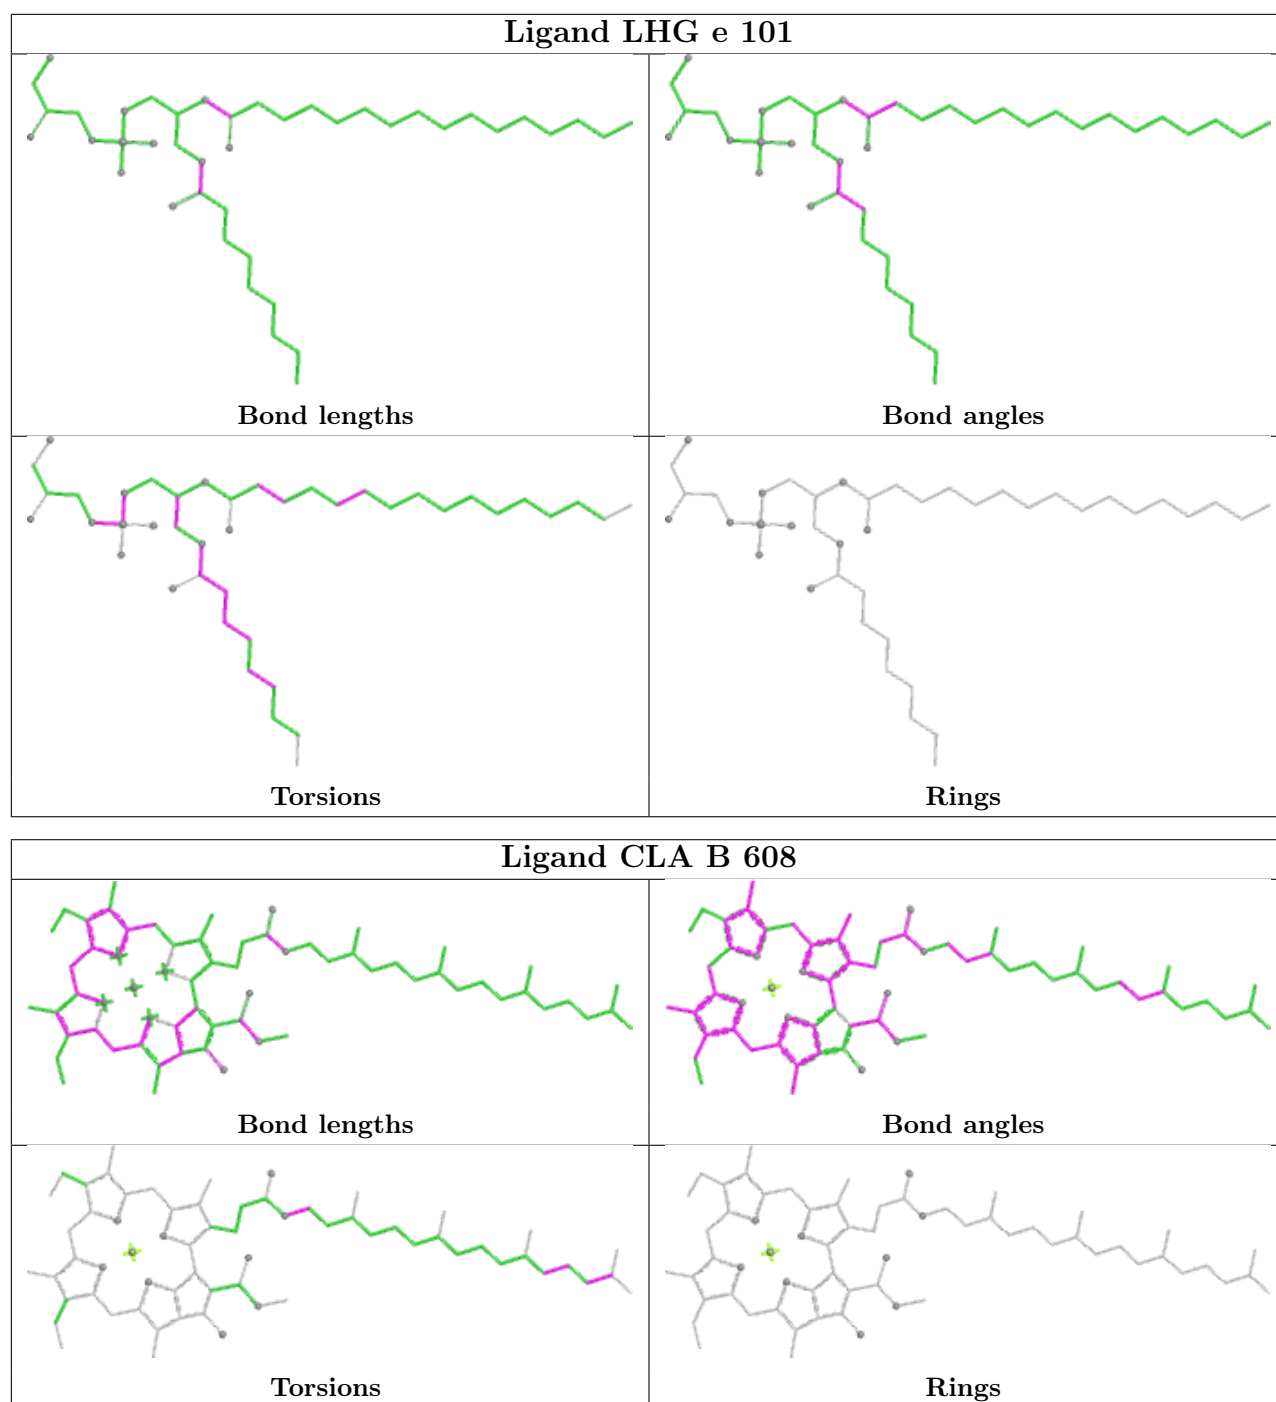 Ligand LHG e 101
Bond lengths
Bond angles
Torsions
Rings
Ligand CLA B 608
Bond lengths
Bond angles
Torsions
Rings